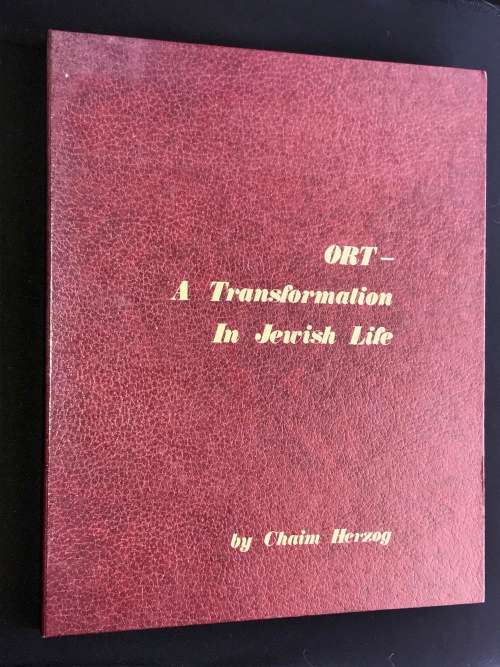 ORT –
A Transformation
In Jewish Life
by Chaim Herzog